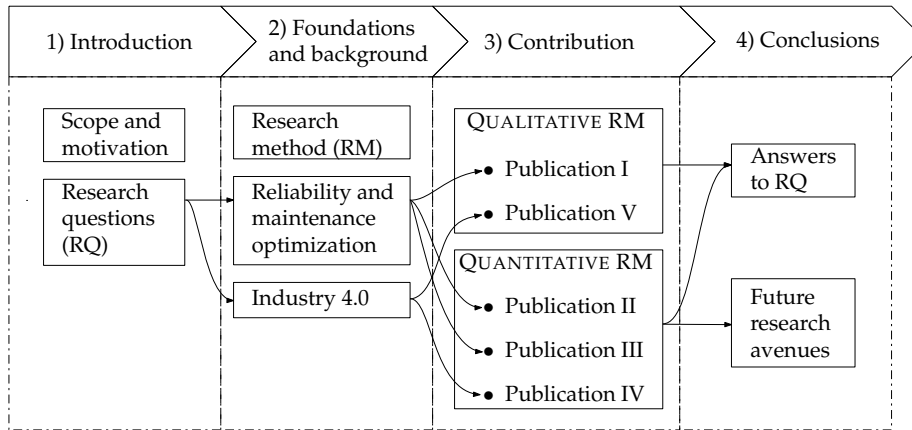 1) Introduction
2) Foundations
and background
3) Contribution
4) Conclusions
Scope and
motivation
Research
questions
(RQ)
Research
method (RM)
Reliability and
maintenance
optimization
Industry 4.0
QUALITATIVE RM
Publication I
Publication V
QUANTITATIVE RM
Publication II
Publication III
Publication IV
Answers
to RQ
Future
research
avenues